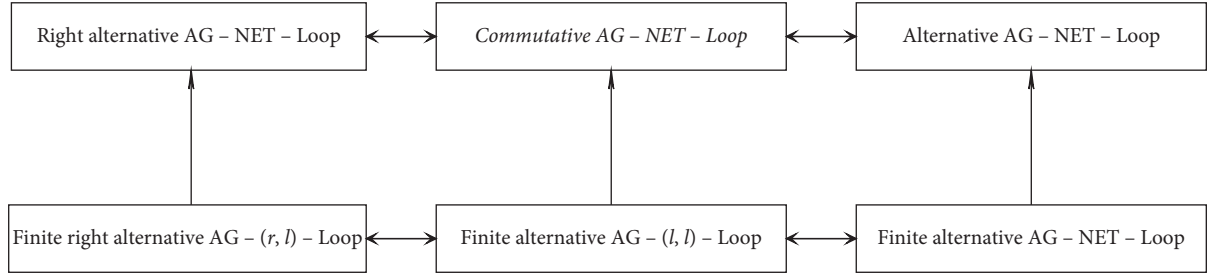 Right alternative AG – NET – Loop
Commutative AG – NET – Loop
Alternative AG – NET – Loop
Finite right alternative AG – (r, l) – Loop
Finite alternative AG – (l, l) – Loop
Finite alternative AG – NET – Loop